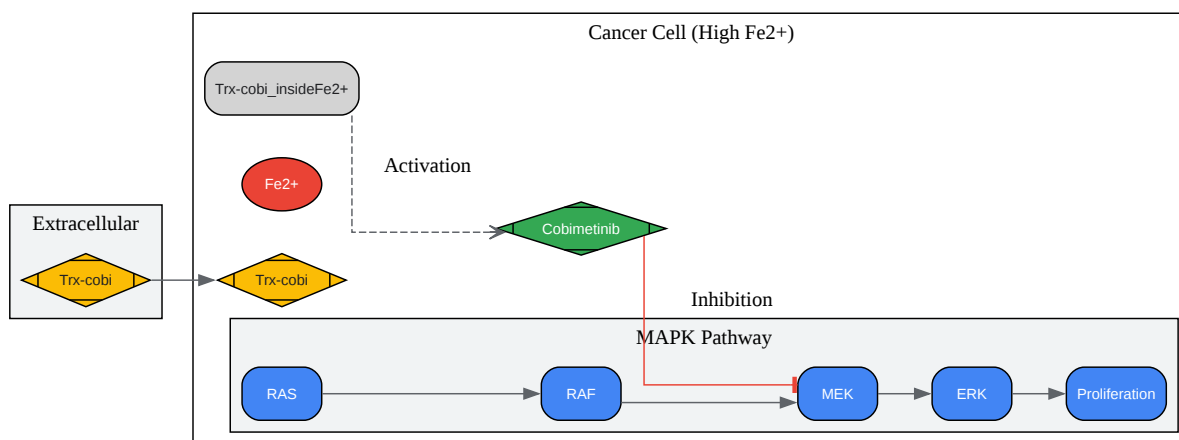 Cancer Cell (High Fe2+)
Trx-cobi_insideFe2+
Activation
Fe2+
Extracellular
Cobimetinib
Trx-cobi
Trx-cobi
Inhibition
MAPK Pathway
RAS
RAF
MEK
ERK
Proliferation